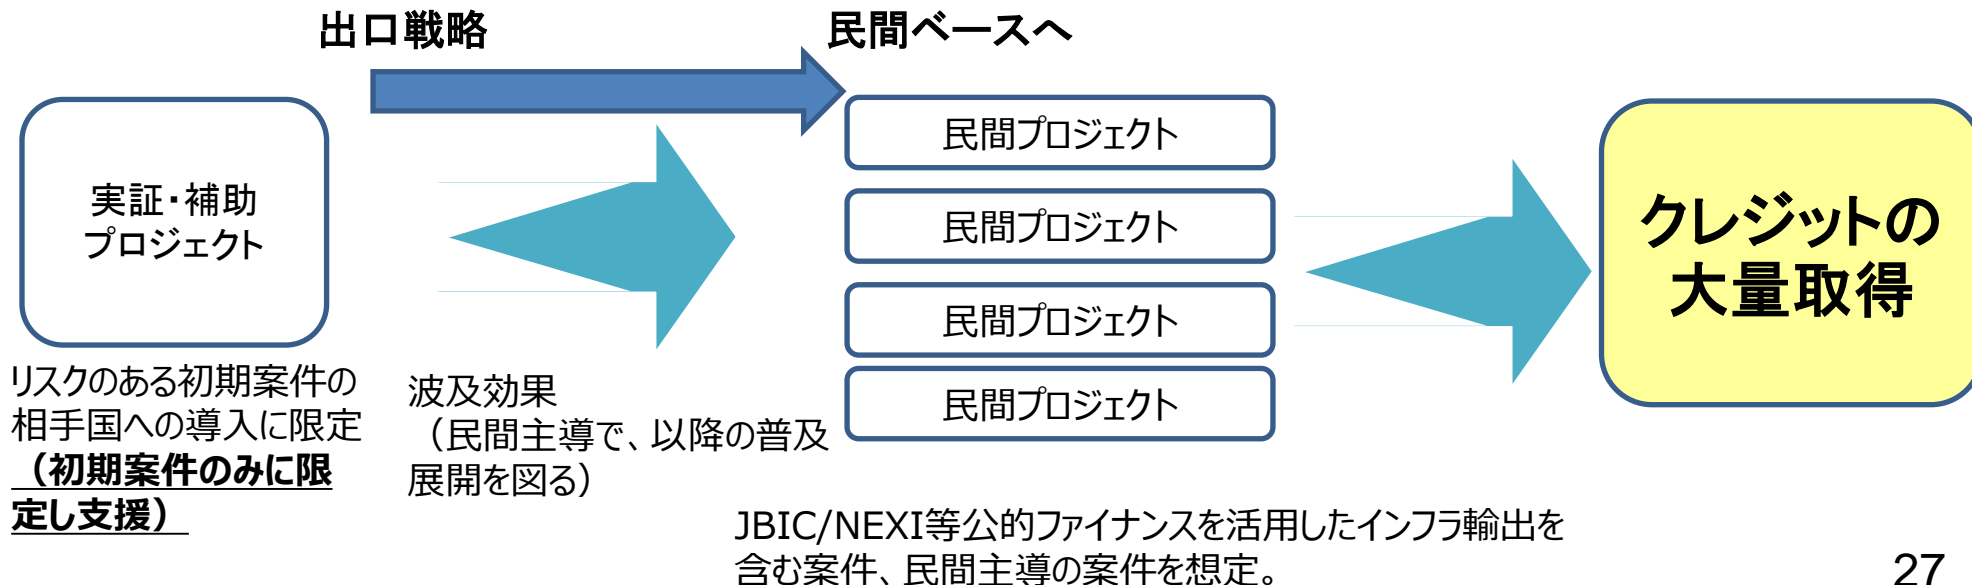 出口戦略
民間ベースへ
実証・補助
プロジェクト
民間プロジェクト
民間プロジェクト
民間プロジェクト
民間プロジェクト
クレジットの
大量取得
リスクのある初期案件の
相手国への導入に限定
（初期案件のみに限
定し支援）
波及効果
（民間主導で、以降の普及
展開を図る）
JBIC/NEXI等公的ファイナンスを活用したインフラ輸出を
含む案件、民間主導の案件を想定。
27